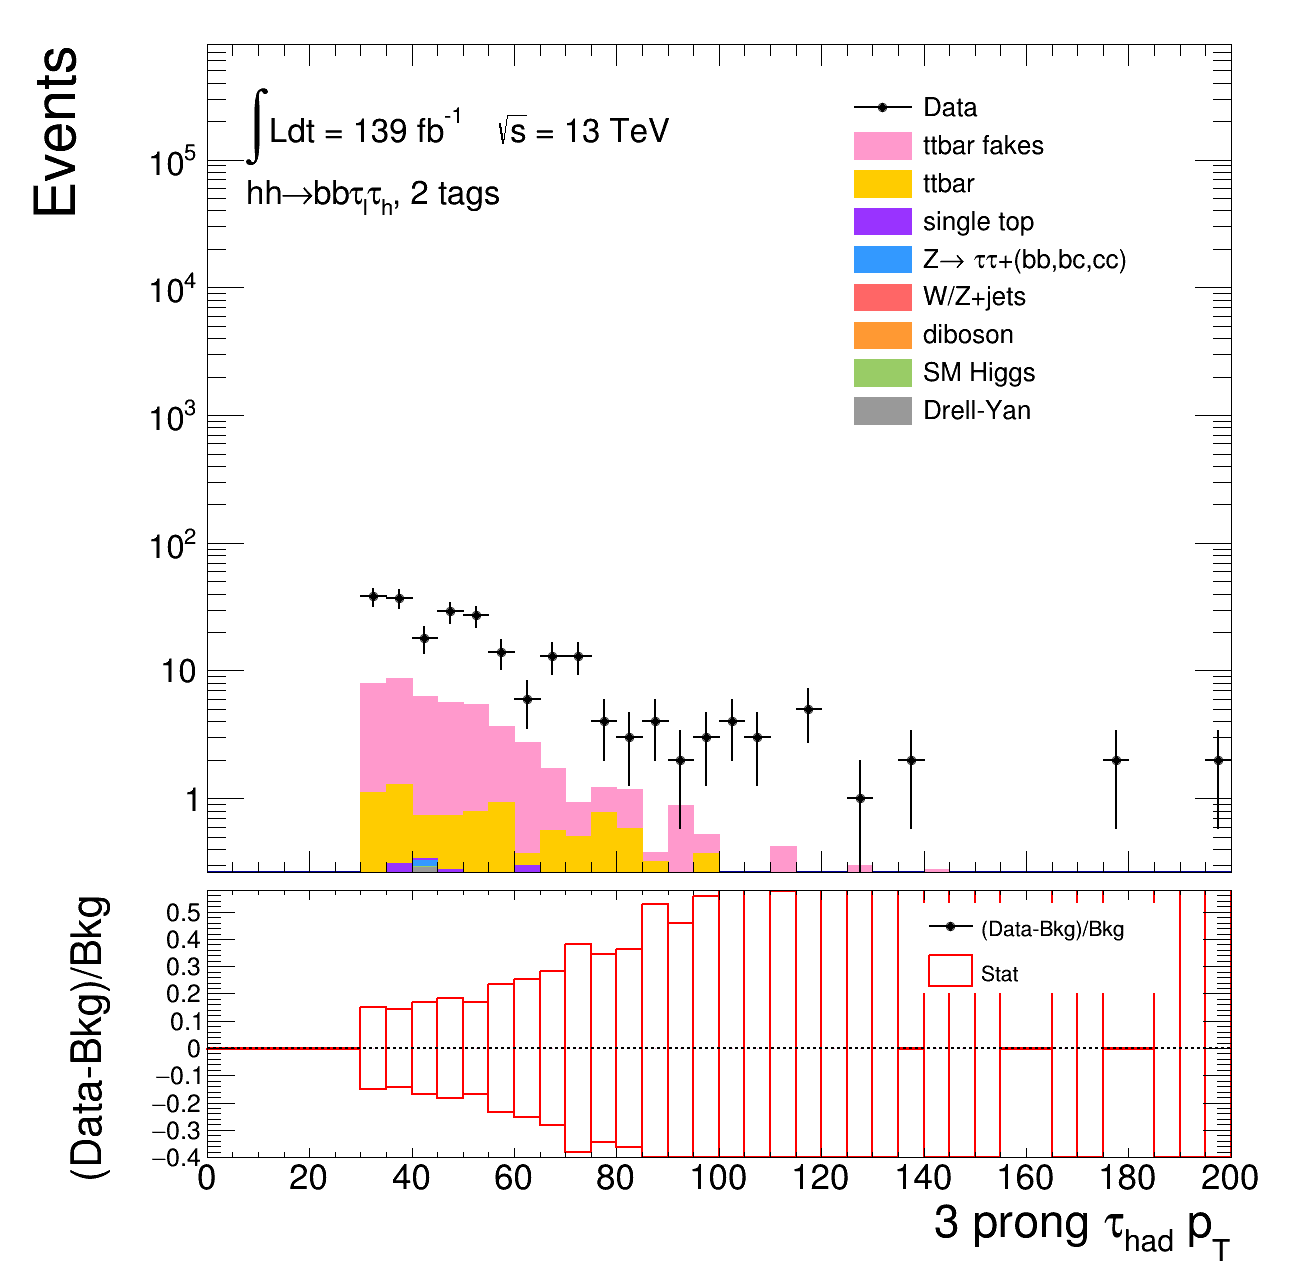 Events
∫Ldt = 139 fb⁻¹ √s = 13 TeV
hh→bbτₗτₕ, 2 tags
Data
ttbar fakes
ttbar
single top
Z→ ττ+(bb,bc,cc)
W/Z+jets
diboson
SM Higgs
Drell-Yan
10⁵
10⁴
10³
10²
10
1
(Data-Bkg)/Bkg
(Data-Bkg)/Bkg
Stat
0.5
0.4
0.3
0.2
0.1
0
−0.1
−0.2
−0.3
−0.4
0 20 40 60 80 100 120 140 160 180 200
3 prong τ_had p_T